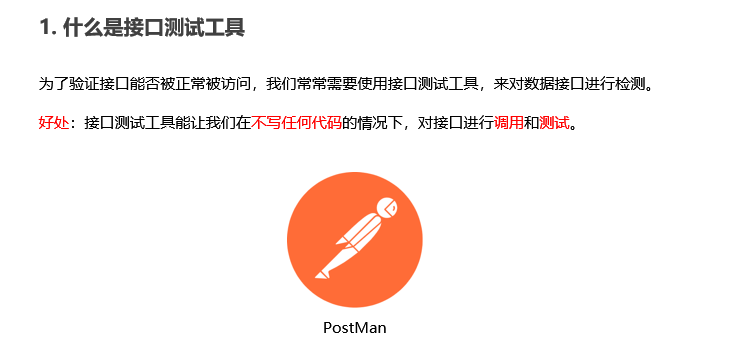 1. 什么是接口测试工具
为了验证接口能否被正常被访问，我们常常需要使用接口测试工具，来对数据接口进行检测。
好处：接口测试工具能让我们在不写任何代码的情况下，对接口进行调用和测试。
PostMan